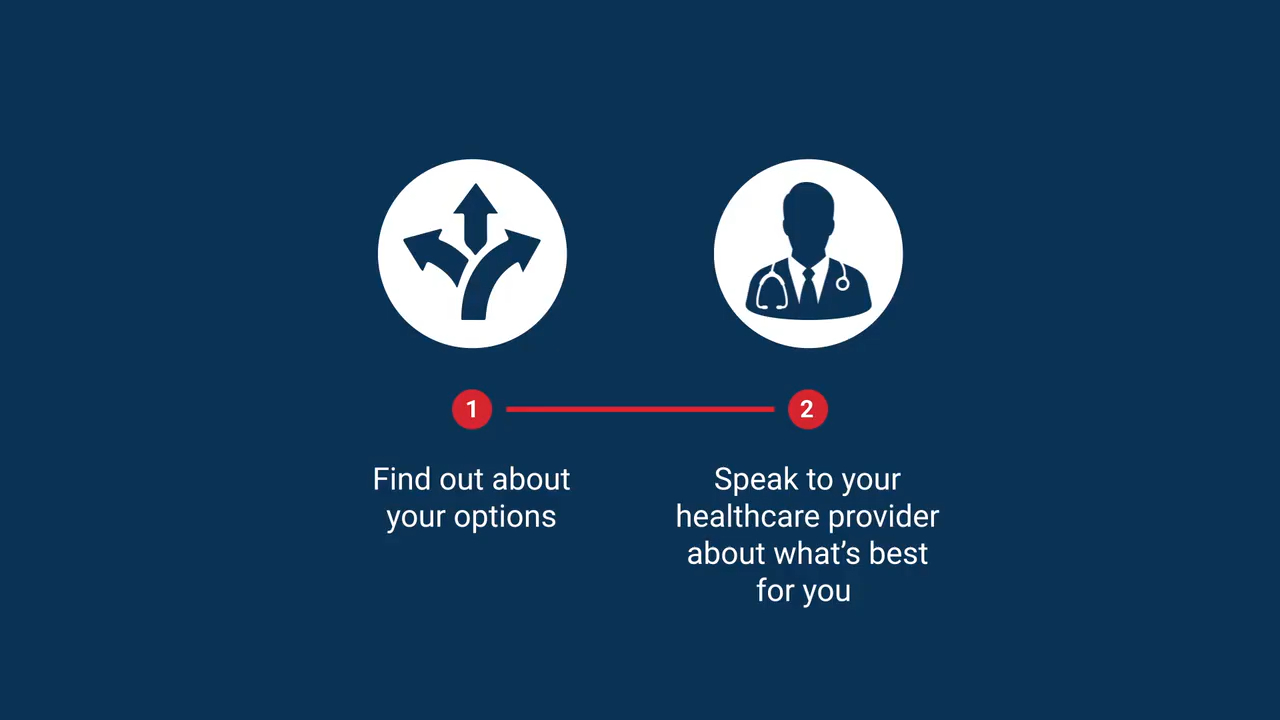 1
Find out about
your options
2
Speak to your
healthcare provider
about what's best
for you